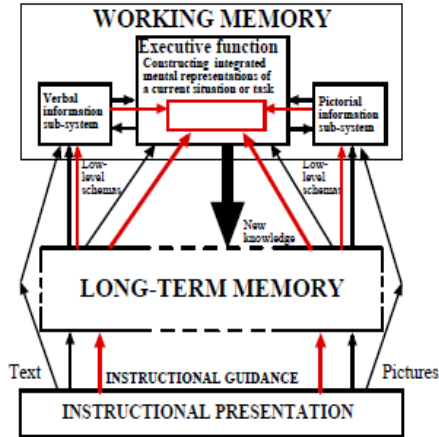 WORKING MEMORY
Executive function
Constructing integrated
mental representations of
a current situation or task
Verbal
information
sub-system
Pictorial
information
sub-system
Low-
level
schemas
Low-
level
schemas
New
knowledge
LONG-TERM MEMORY
Text
INSTRUCTIONAL GUIDANCE
Pictures
INSTRUCTIONAL PRESENTATION